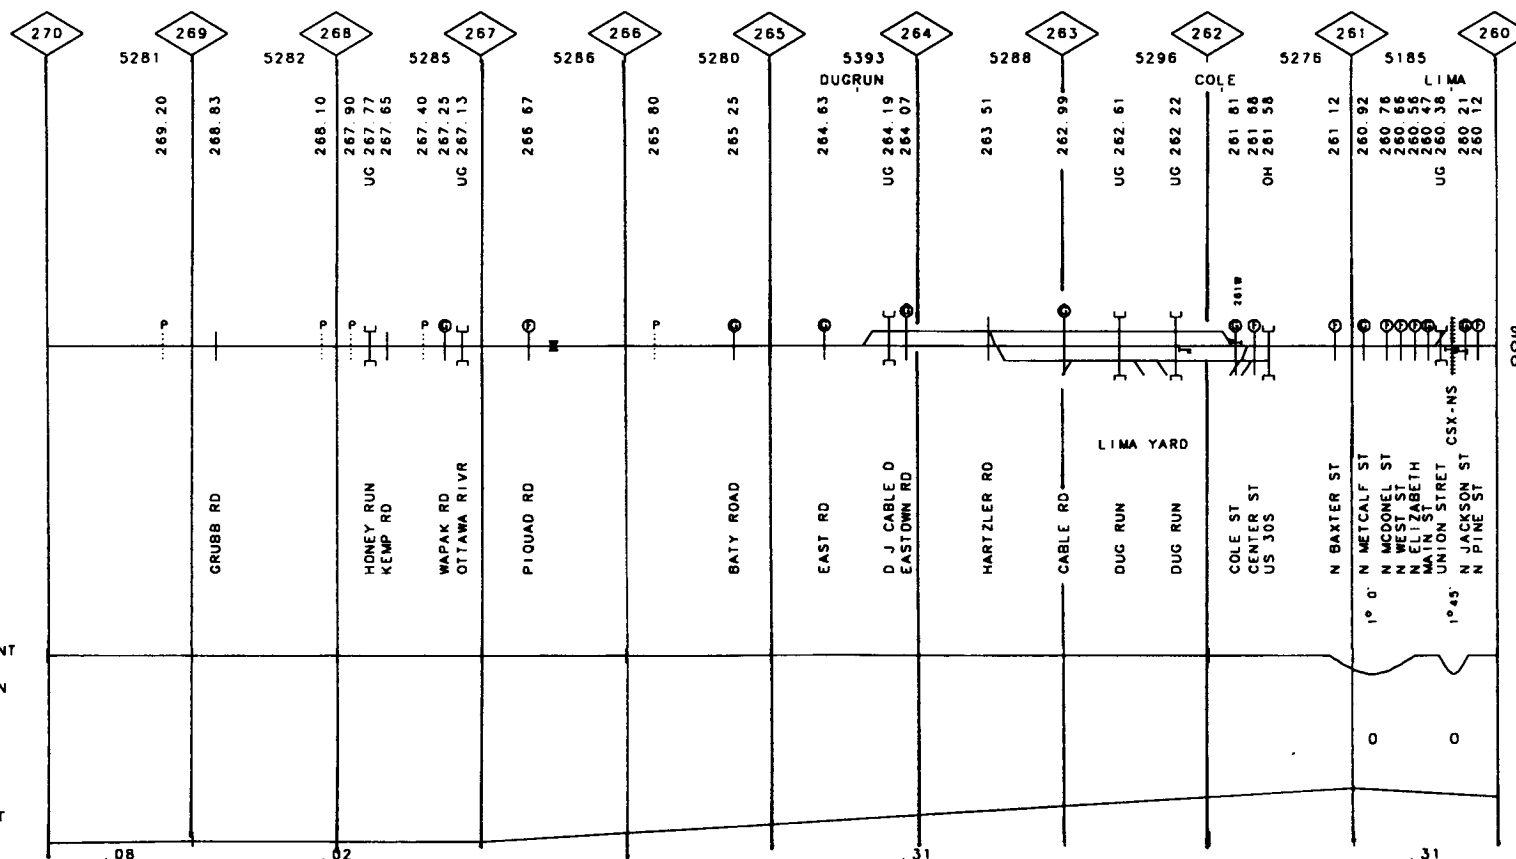 270 269 268 267 266 265 264 263 262 261 260
5281 5282 5285 5286 5280 5393 5288 5296 5276 5185
DUGRUN COLE LIMA
269.20
268.83
268.10
267.90
UG 267.77
267.65
267.40
267.25
UG 267.13
266 67
265 80
265 25
264.63
UG 264.19
264 07
263 51
262.99
UG 262.61
UG 262 22
261 81
261 68
OH 261 58
261 12
260.92
260 76
260.66
260.56
260 47
UG 260.38
260 21
260 12
P P P P P
G F G G G G G F F G F F F G G F
261W
LIMA YARD
CSX-NS
GRUBB RD
HONEY RUN
KEMP RD
WAPAK RD
OTTAWA RIVR
PIQUAD RD
BATY ROAD
EAST RD
D J CABLE D
EASTOWN RD
HARTZLER RD
CABLE RD
DUG RUN
DUG RUN
COLE ST
CENTER ST
US 30S
N BAXTER ST
N METCALF ST
N MCDONEL ST
N WEST ST
N ELIZABETH
MAIN ST
UNION STRET
N JACKSON ST
N PINE ST
1° 0'
1° 45'
NT
N
0 0
T
.08 .02 .31 .31